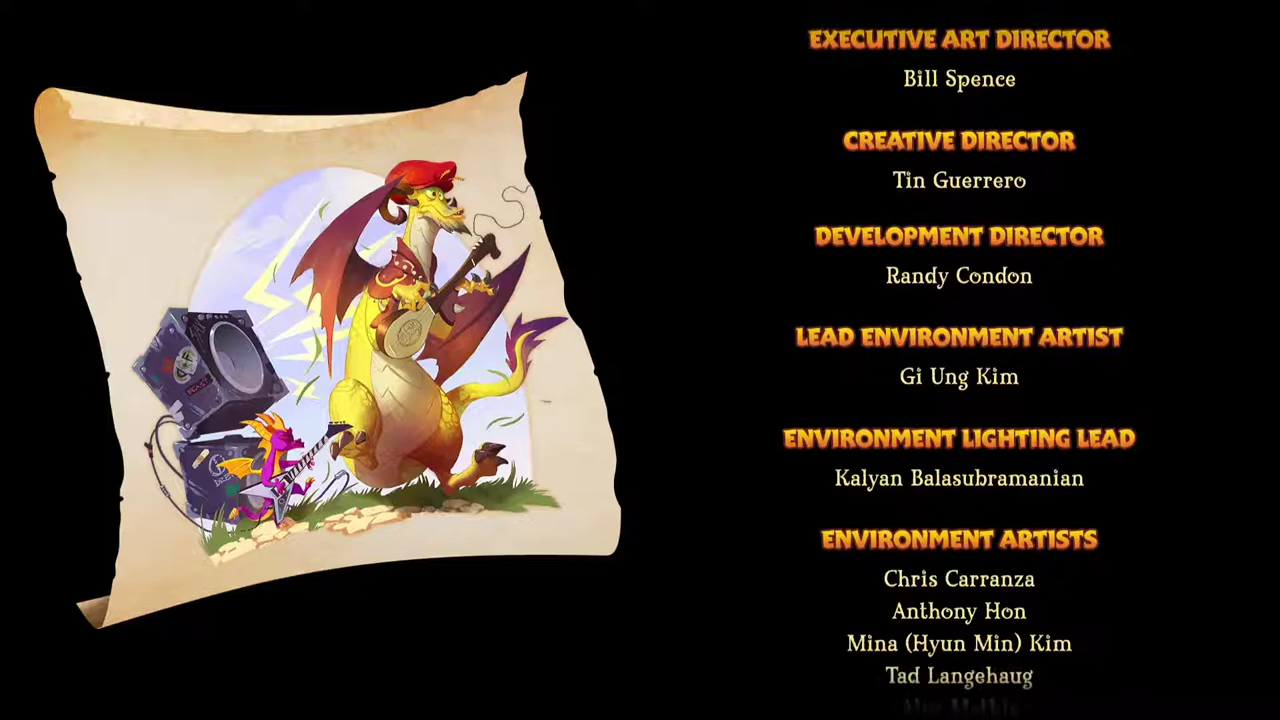 EXECUTIVE ART DIRECTOR
Bill Spence
CREATIVE DIRECTOR
Tin Guerrero
DEVELOPMENT DIRECTOR
Randy Condon
LEAD ENVIRONMENT ARTIST
Gi Ung Kim
ENVIRONMENT LIGHTING LEAD
Kalyan Balasubramanian
ENVIRONMENT ARTISTS
Chris Carranza
Anthony Hon
Mina (Hyun Min) Kim
Tad Langehaug